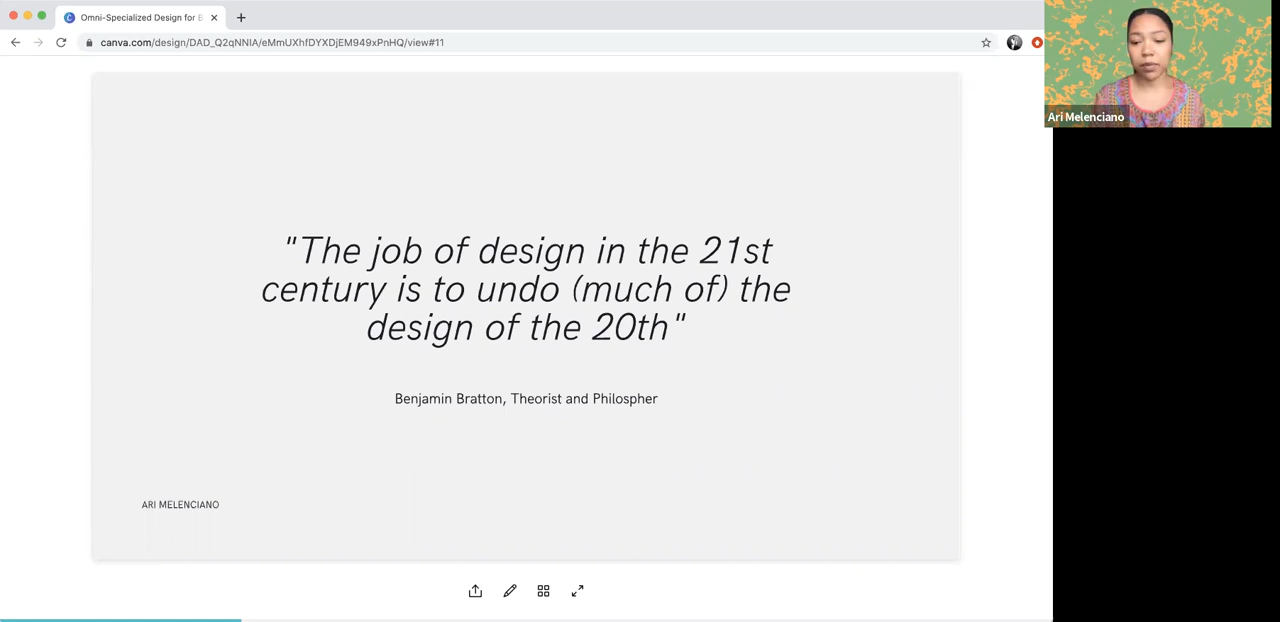 Omni-Specialized Design for B
canva.com/design/DAD_Q2qNNIA/eMmUXhfDYXDjEM949xPnHQ/view#11
Ari Melenciano
"The job of design in the 21st
century is to undo (much of) the
design of the 20th"
Benjamin Bratton, Theorist and Philospher
ARI MELENCIANO